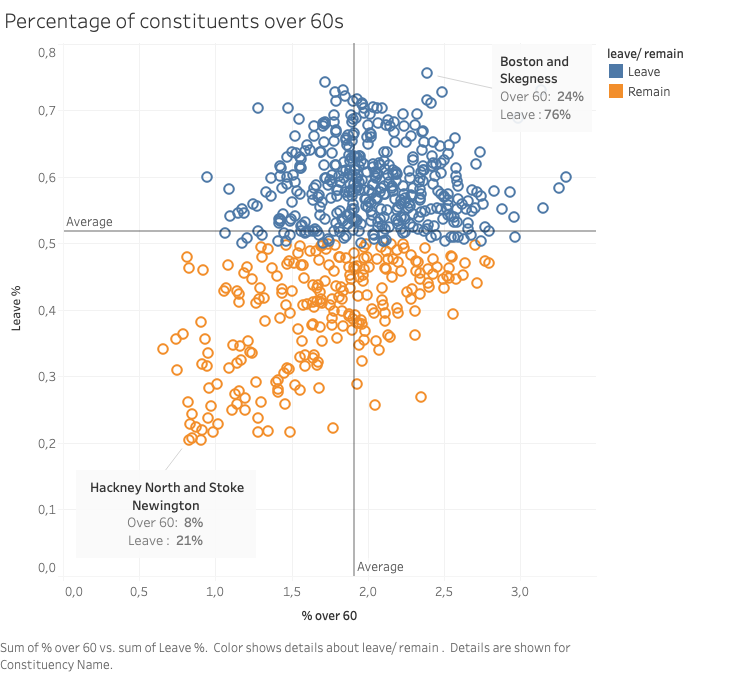 Percentage of constituents over 60s
0,8
0,7
0,6
0,5
0,4
0,3
0,2
0,1
0,0
Leave %
Average
Boston and
Skegness
Over 60: 24%
Leave : 76%
leave/ remain
Leave
Remain
Hackney North and Stoke
Newington
Over 60: 8%
Leave : 21%
Average
0,0 0,5 1,0 1,5 2,0 2,5 3,0
% over 60
Sum of % over 60 vs. sum of Leave %. Color shows details about leave/ remain . Details are shown for
Constituency Name.